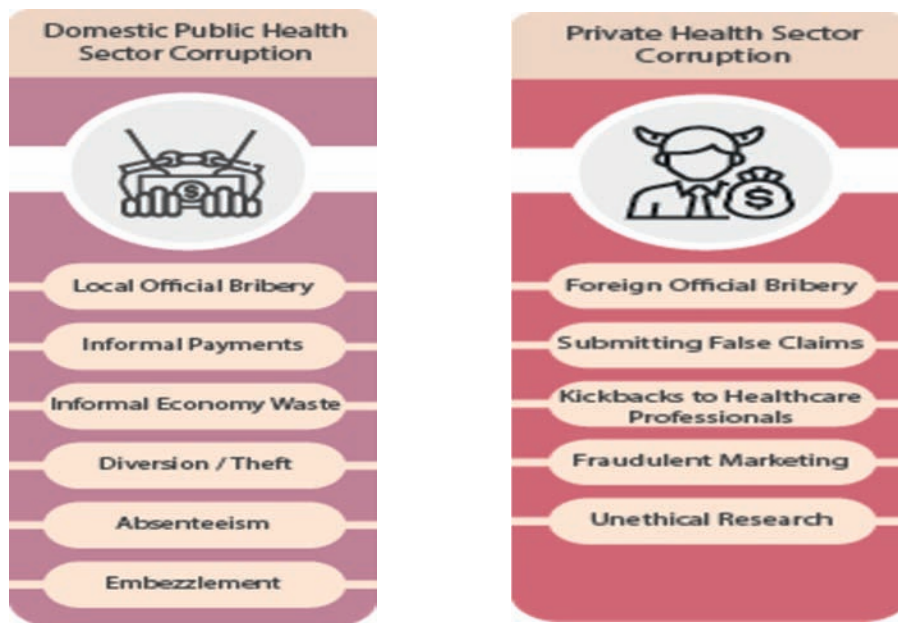 Domestic Public Health
Sector Corruption
$
Local Official Bribery
Informal Payments
Informal Economy Waste
Diversion / Theft
Absenteeism
Embezzlement
Private Health Sector
Corruption
$
Foreign Official Bribery
Submitting False Claims
Kickbacks to Healthcare
Professionals
Fraudulent Marketing
Unethical Research